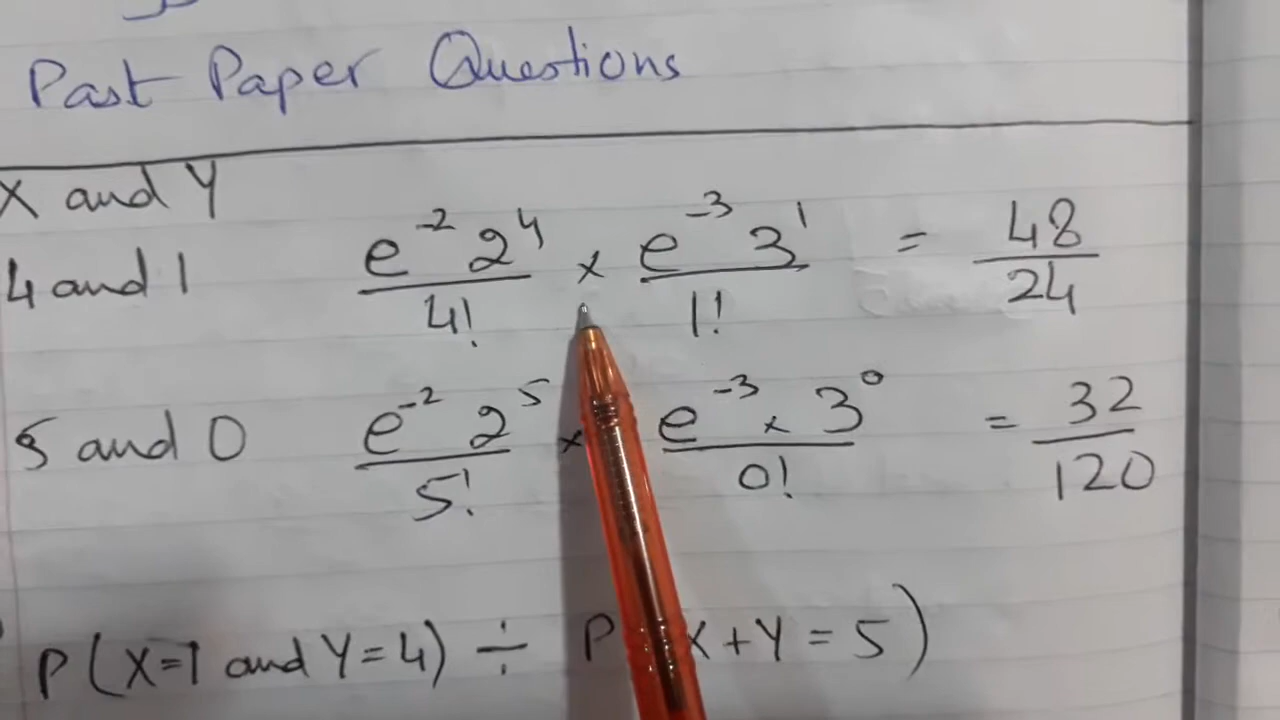 Past Paper Questions
X and Y
4 and 1 e⁻² 2⁴ / 4! × e⁻³ 3¹ / 1! = 48 / 24
5 and 0 e⁻² 2⁵ / 5! × e⁻³ × 3⁰ / 0! = 32 / 120
P (X=1 and Y=4) ÷ P X+Y=5)